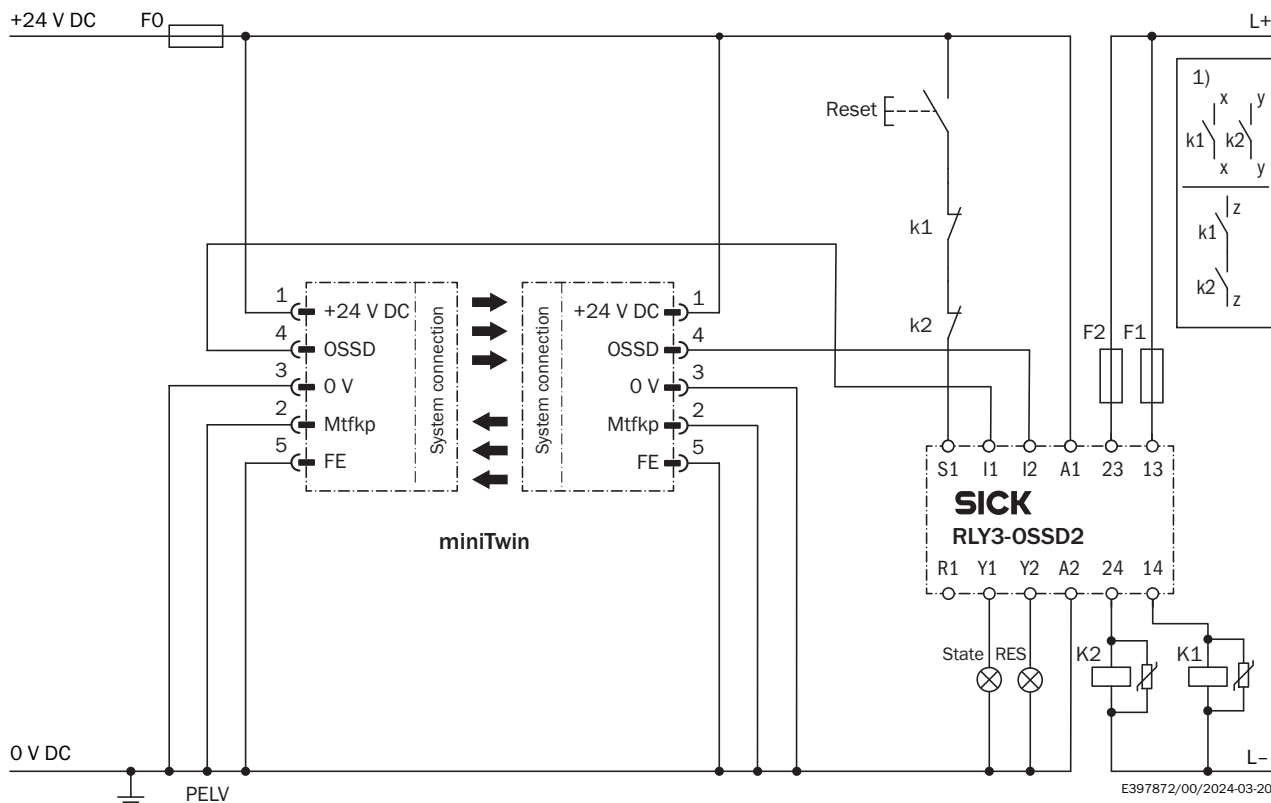 +24 V DC F0 L+
1)
x y
k1 k2
x y
z
k1
k2
z
Reset
k1
k2
F2 F1
1 +24 V DC
4 OSSD
3 0 V
2 Mtfkp
5 FE
System connection
System connection
+24 V DC 1
OSSD 4
0 V 3
Mtfkp 2
FE 5
miniTwin
S1 I1 I2 A1 23 13
SICK
RLY3-OSSD2
R1 Y1 Y2 A2 24 14
State RES K2 K1
0 V DC L–
PELV
E397872/00/2024-03-20